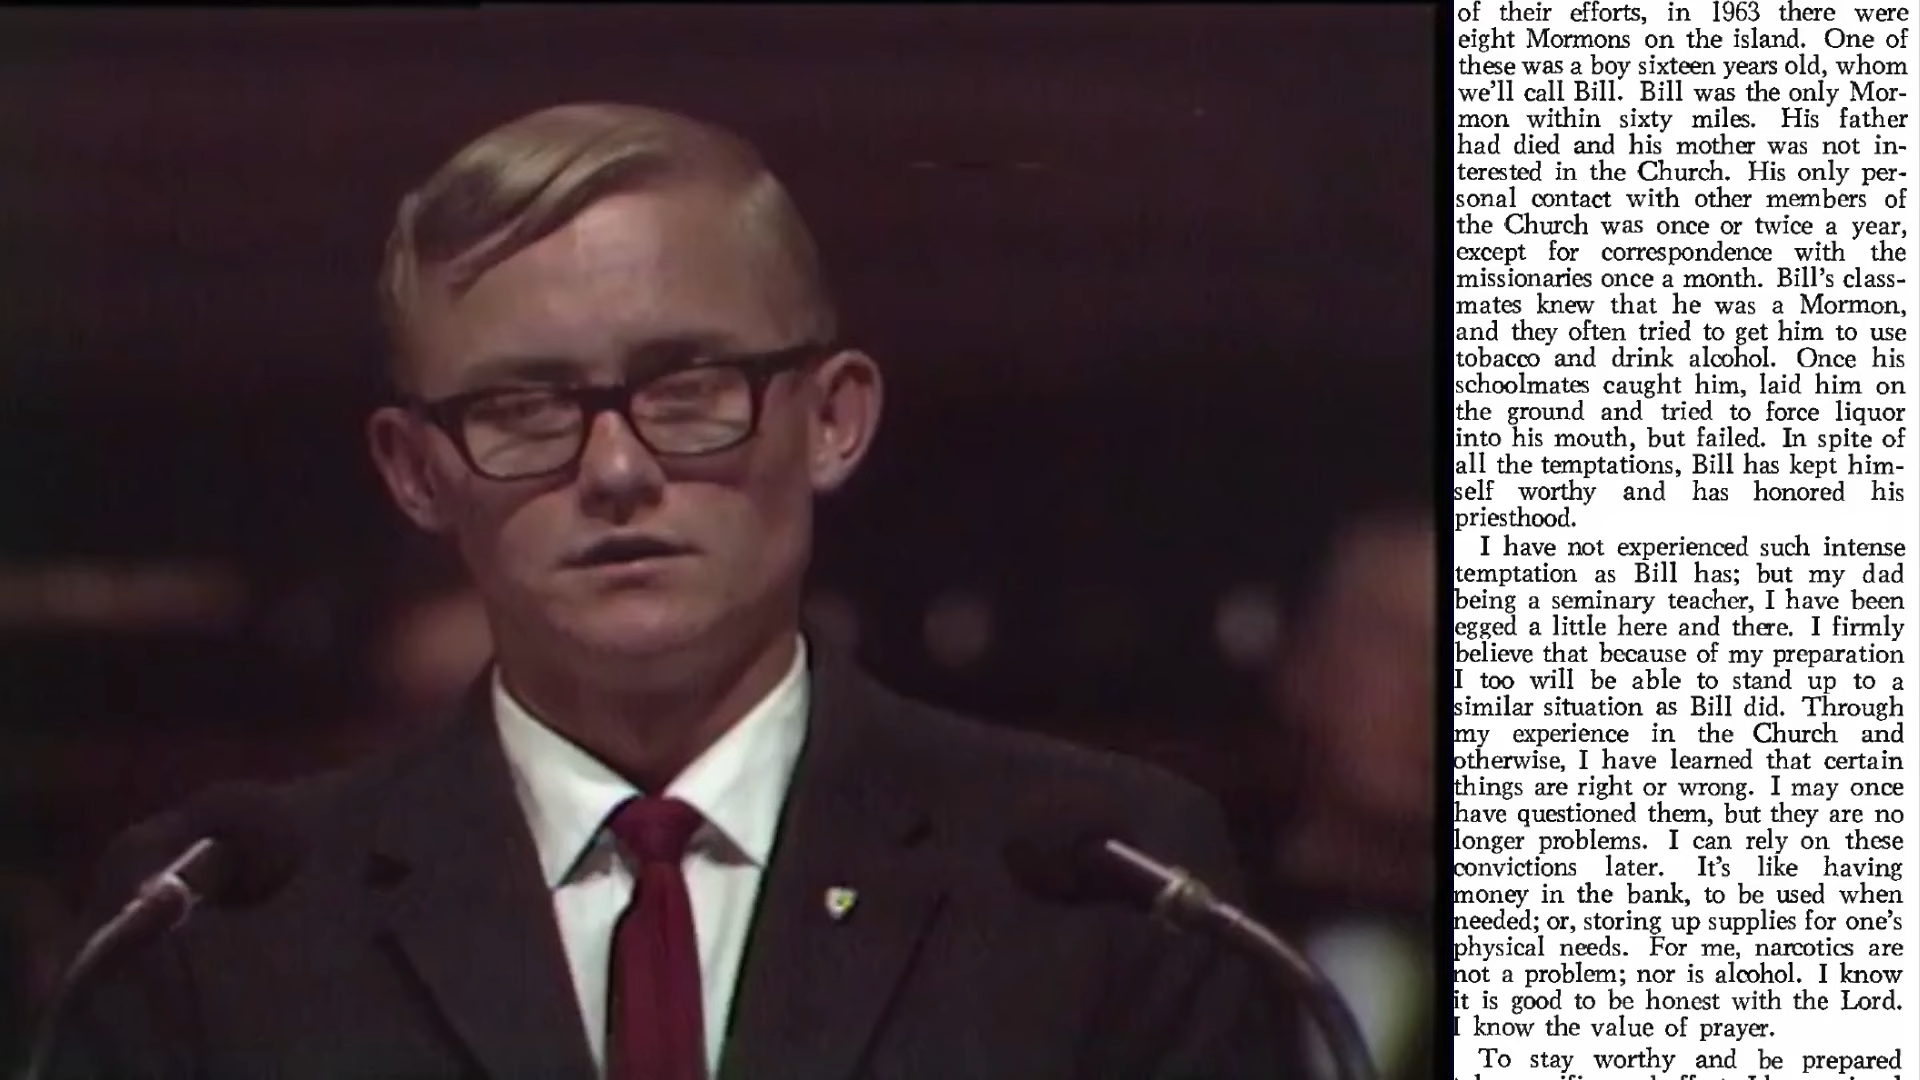 of their efforts, in 1963 there were
eight Mormons on the island. One of
these was a boy sixteen years old, whom
we'll call Bill. Bill was the only Mor-
mon within sixty miles. His father
had died and his mother was not in-
terested in the Church. His only per-
sonal contact with other members of
the Church was once or twice a year,
except for correspondence with the
missionaries once a month. Bill's class-
mates knew that he was a Mormon,
and they often tried to get him to use
tobacco and drink alcohol. Once his
schoolmates caught him, laid him on
the ground and tried to force liquor
into his mouth, but failed. In spite of
all the temptations, Bill has kept him-
self worthy and has honored his
priesthood.
I have not experienced such intense
temptation as Bill has; but my dad
being a seminary teacher, I have been
egged a little here and there. I firmly
believe that because of my preparation
I too will be able to stand up to a
similar situation as Bill did. Through
my experience in the Church and
otherwise, I have learned that certain
things are right or wrong. I may once
have questioned them, but they are no
longer problems. I can rely on these
convictions later. It's like having
money in the bank, to be used when
needed; or, storing up supplies for one's
physical needs. For me, narcotics are
not a problem; nor is alcohol. I know
it is good to be honest with the Lord.
I know the value of prayer.
To stay worthy and be prepared